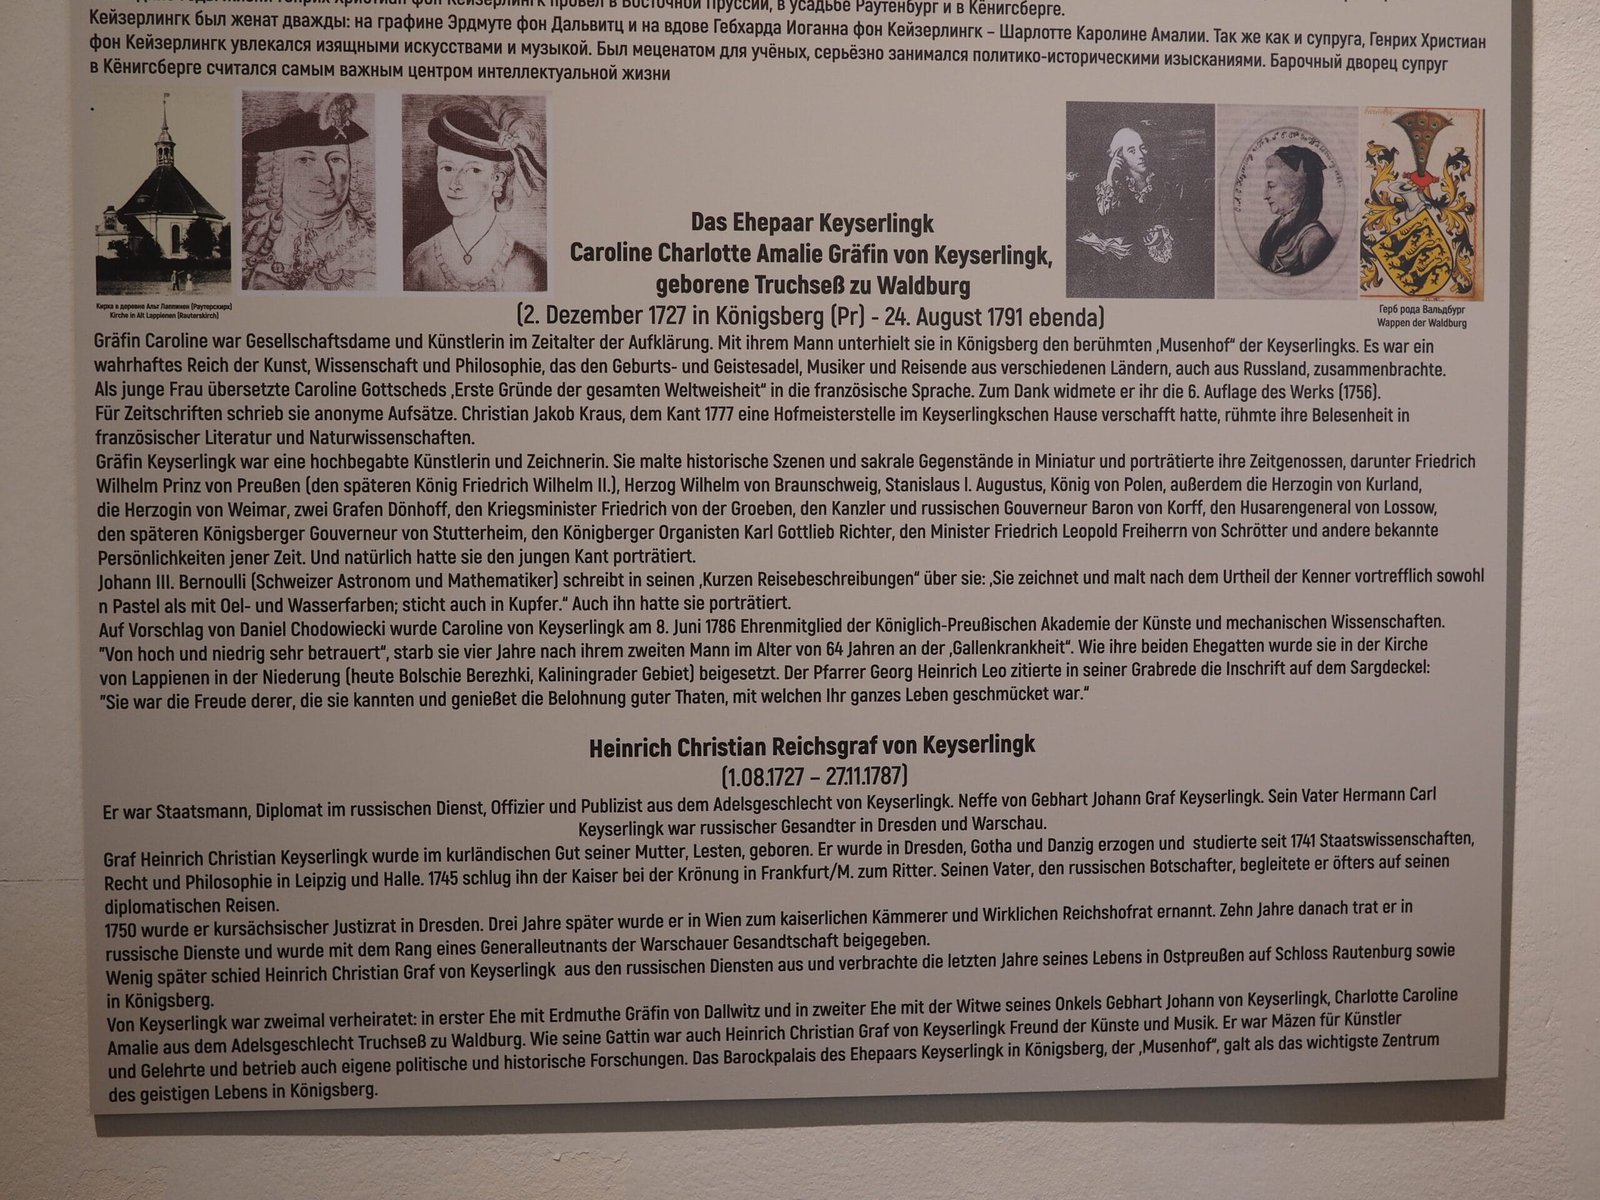 Генрих Христиан фон Кейзерлингк провёл в Восточной Пруссии, в усадьбе Раутенбург и в Кёнигсберге.
Кейзерлингк был женат дважды: на графине Эрдмуте фон Дальвитц и на вдове Гебхарда Иоганна фон Кейзерлингк – Шарлотте Каролине Амалии. Так же как и супруга, Генрих Христиан
фон Кейзерлингк увлекался изящными искусствами и музыкой. Был меценатом для учёных, серьёзно занимался политико-историческими изысканиями. Барочный дворец супруг
в Кёнигсберге считался самым важным центром интеллектуальной жизни
Кирха в деревне Альт Лаппинен (Раутерскирх)
Kirche in Alt Lappienen (Rauterskirch)
Герб рода Вальдбург
Wappen der Waldburg
Das Ehepaar Keyserlingk
Caroline Charlotte Amalie Gräfin von Keyserlingk,
geborene Truchseß zu Waldburg
(2. Dezember 1727 in Königsberg (Pr) - 24. August 1791 ebenda)
Gräfin Caroline war Gesellschaftsdame und Künstlerin im Zeitalter der Aufklärung. Mit ihrem Mann unterhielt sie in Königsberg den berühmten ‚Musenhof“ der Keyserlingks. Es war ein
wahrhaftes Reich der Kunst, Wissenschaft und Philosophie, das den Geburts- und Geistesadel, Musiker und Reisende aus verschiedenen Ländern, auch aus Russland, zusammenbrachte.
Als junge Frau übersetzte Caroline Gottscheds ‚Erste Gründe der gesamten Weltweisheit“ in die französische Sprache. Zum Dank widmete er ihr die 6. Auflage des Werks (1756).
Für Zeitschriften schrieb sie anonyme Aufsätze. Christian Jakob Kraus, dem Kant 1777 eine Hofmeisterstelle im Keyserlingkschen Hause verschafft hatte, rühmte ihre Belesenheit in
französischer Literatur und Naturwissenschaften.
Gräfin Keyserlingk war eine hochbegabte Künstlerin und Zeichnerin. Sie malte historische Szenen und sakrale Gegenstände in Miniatur und porträtierte ihre Zeitgenossen, darunter Friedrich
Wilhelm Prinz von Preußen (den späteren König Friedrich Wilhelm II.), Herzog Wilhelm von Braunschweig, Stanislaus I. Augustus, König von Polen, außerdem die Herzogin von Kurland,
die Herzogin von Weimar, zwei Grafen Dönhoff, den Kriegsminister Friedrich von der Groeben, den Kanzler und russischen Gouverneur Baron von Korff, den Husarengeneral von Lossow,
den späteren Königsberger Gouverneur von Stutterheim, den Könígberger Organisten Karl Gottlieb Richter, den Minister Friedrich Leopold Freiherrn von Schrötter und andere bekannte
Persönlichkeiten jener Zeit. Und natürlich hatte sie den jungen Kant porträtiert.
Johann III. Bernoulli (Schweizer Astronom und Mathematiker) schreibt in seinen ‚Kurzen Reisebeschreibungen“ über sie: ‚Sie zeichnet und malt nach dem Urtheil der Kenner vortrefflich sowohl
n Pastel als mit Oel- und Wasserfarben; sticht auch in Kupfer.“ Auch ihn hatte sie porträtiert.
Auf Vorschlag von Daniel Chodowiecki wurde Caroline von Keyserlingk am 8. Juni 1786 Ehrenmitglied der Königlich-Preußischen Akademie der Künste und mechanischen Wissenschaften.
"Von hoch und niedrig sehr betrauert“, starb sie vier Jahre nach ihrem zweiten Mann im Alter von 64 Jahren an der ‚Gallenkrankheit“. Wie ihre beiden Ehegatten wurde sie in der Kirche
von Lappienen in der Niederung (heute Bolschie Berezhki, Kaliningrader Gebiet) beigesetzt. Der Pfarrer Georg Heinrich Leo zitierte in seiner Grabrede die Inschrift auf dem Sargdeckel:
"Sie war die Freude derer, die sie kannten und genießet die Belohnung guter Thaten, mit welchen Ihr ganzes Leben geschmücket war.“
Heinrich Christian Reichsgraf von Keyserlingk
(1.08.1727 – 27.11.1787)
Er war Staatsmann, Diplomat im russischen Dienst, Offizier und Publizist aus dem Adelsgeschlecht von Keyserlingk. Neffe von Gebhart Johann Graf Keyserlingk. Sein Vater Hermann Carl
Keyserlingk war russischer Gesandter in Dresden und Warschau.
Graf Heinrich Christian Keyserlingk wurde im kurländischen Gut seiner Mutter, Lesten, geboren. Er wurde in Dresden, Gotha und Danzig erzogen und studierte seit 1741 Staatswissenschaften,
Recht und Philosophie in Leipzig und Halle. 1745 schlug ihn der Kaiser bei der Krönung in Frankfurt/M. zum Ritter. Seinen Vater, den russischen Botschafter, begleitete er öfters auf seinen
diplomatischen Reisen.
1750 wurde er kursächsischer Justizrat in Dresden. Drei Jahre später wurde er in Wien zum kaiserlichen Kämmerer und Wirklichen Reichshofrat ernannt. Zehn Jahre danach trat er in
russische Dienste und wurde mit dem Rang eines Generalleutnants der Warschauer Gesandtschaft beigegeben.
Wenig später schied Heinrich Christian Graf von Keyserlingk aus den russischen Diensten aus und verbrachte die letzten Jahre seines Lebens in Ostpreußen auf Schloss Rautenburg sowie
in Königsberg.
Von Keyserlingk war zweimal verheiratet: in erster Ehe mit Erdmuthe Gräfin von Dallwitz und in zweiter Ehe mit der Witwe seines Onkels Gebhart Johann von Keyserlingk, Charlotte Caroline
Amalie aus dem Adelsgeschlecht Truchseß zu Waldburg. Wie seine Gattin war auch Heinrich Christian Graf von Keyserlingk Freund der Künste und Musik. Er war Mäzen für Künstler
und Gelehrte und betrieb auch eigene politische und historische Forschungen. Das Barockpalais des Ehepaars Keyserlingk in Königsberg, der ‚Musenhof“, galt als das wichtigste Zentrum
des geistigen Lebens in Königsberg.